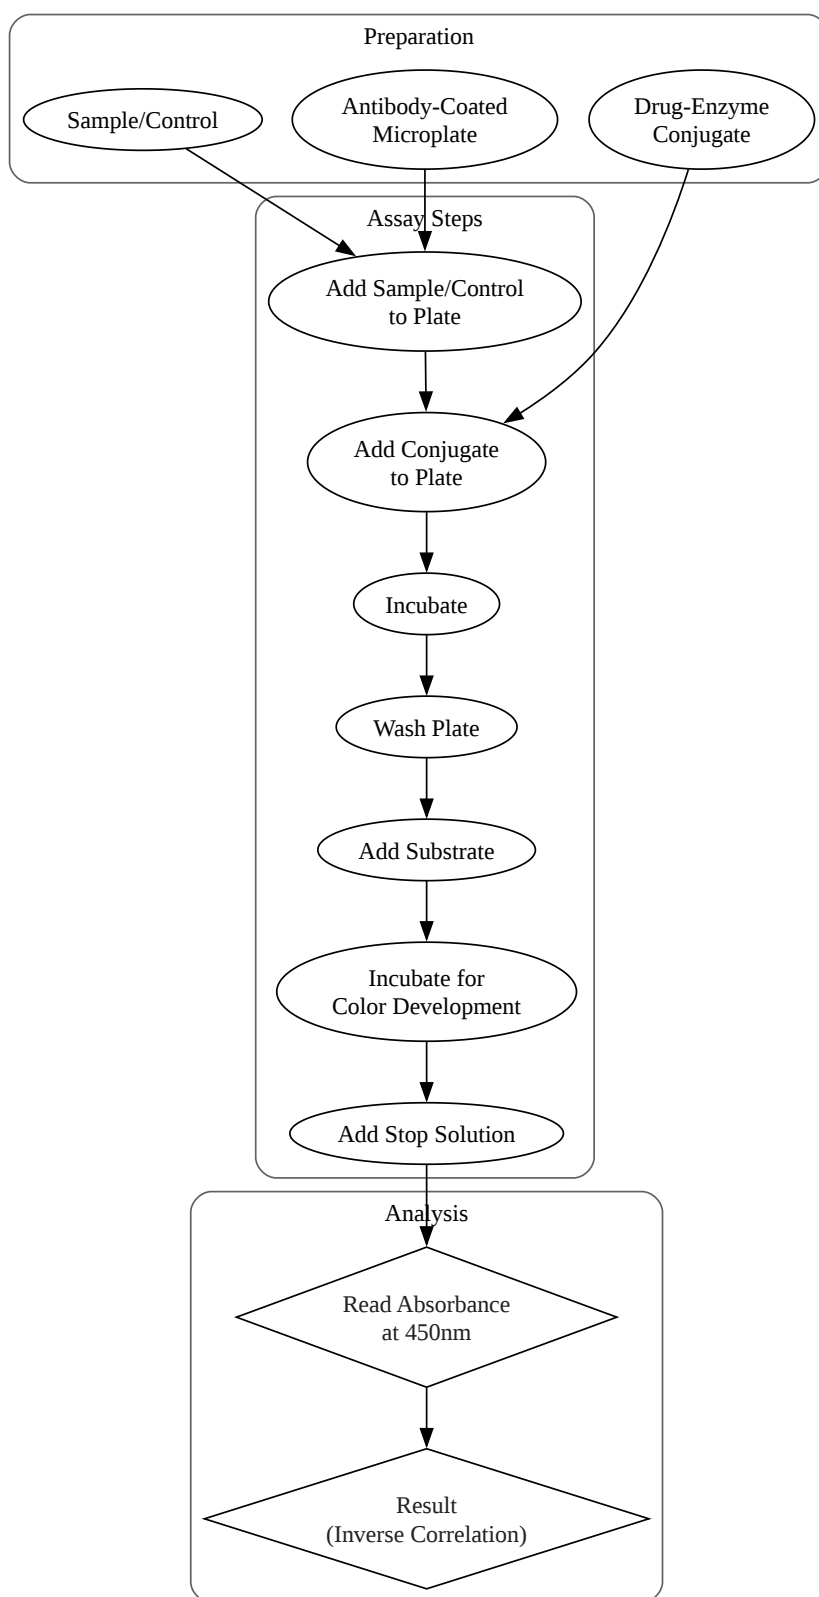 Preparation
Sample/Control
Antibody-Coated
Microplate
Drug-Enzyme
Conjugate
Assay Steps
Add Sample/Control
to Plate
Add Conjugate
to Plate
Incubate
Wash Plate
Add Substrate
Incubate for
Color Development
Add Stop Solution
Analysis
Read Absorbance
at 450nm
Result
(Inverse Correlation)